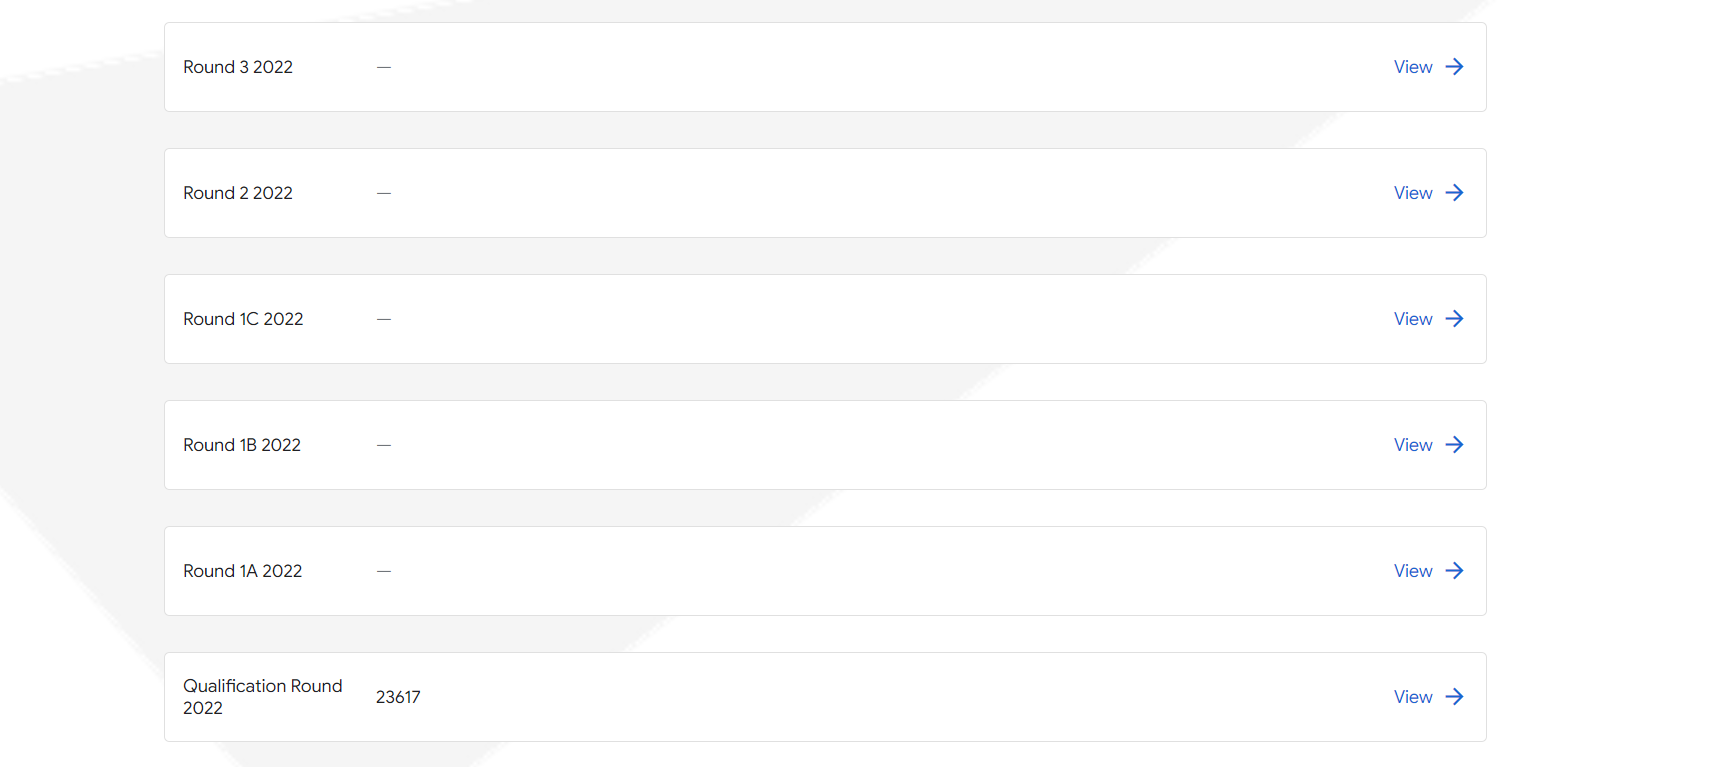 Round 3 2022 — View
Round 2 2022 — View
Round 1C 2022 — View
Round 1B 2022 — View
Round 1A 2022 — View
Qualification Round
2022
23617 View